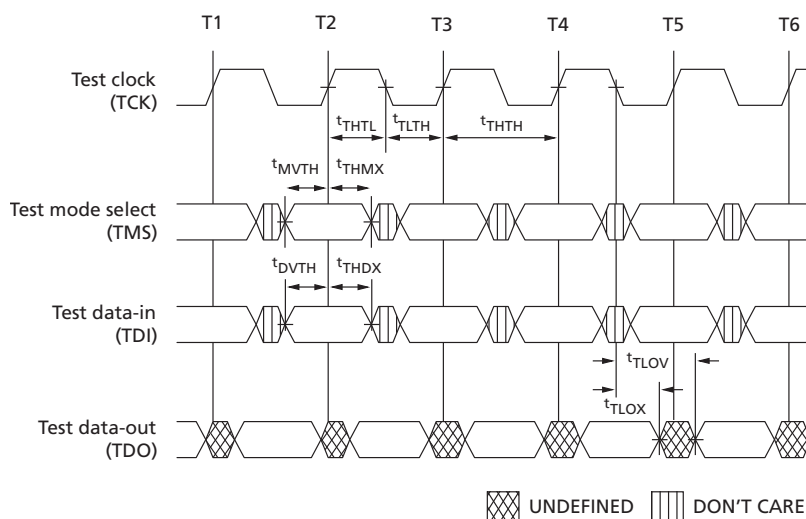 T1 T2 T3 T4 T5 T6
Test clock
(TCK)
tTHTL tTLTH tTHTH
tMVTH tTHMX
Test mode select
(TMS)
tDVTH tTHDX
Test data-in
(TDI)
tTLOV
tTLOX
Test data-out
(TDO)
UNDEFINED DON'T CARE